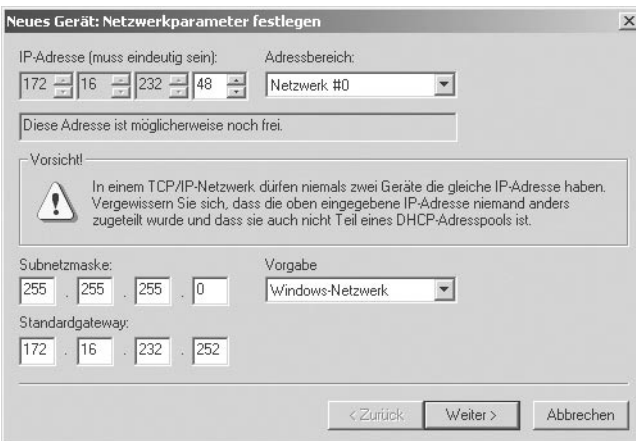 Neues Gerät: Netzwerkparameter festlegen
IP-Adresse (muss eindeutig sein): Adressbereich:
172 16 232 48 Netzwerk #0
Diese Adresse ist möglicherweise noch frei.
Vorsicht!
In einem TCP/IP-Netzwerk dürfen niemals zwei Geräte die gleiche IP-Adresse haben.
Vergewissern Sie sich, dass die oben eingegebene IP-Adresse niemand anders
zugeteilt wurde und dass sie auch nicht Teil eines DHCP-Adresspools ist.
Subnetzmaske: Vorgabe
255 . 255 . 255 . 0 Windows-Netzwerk
Standardgateway:
172 . 16 . 232 . 252
< Zurück Weiter > Abbrechen